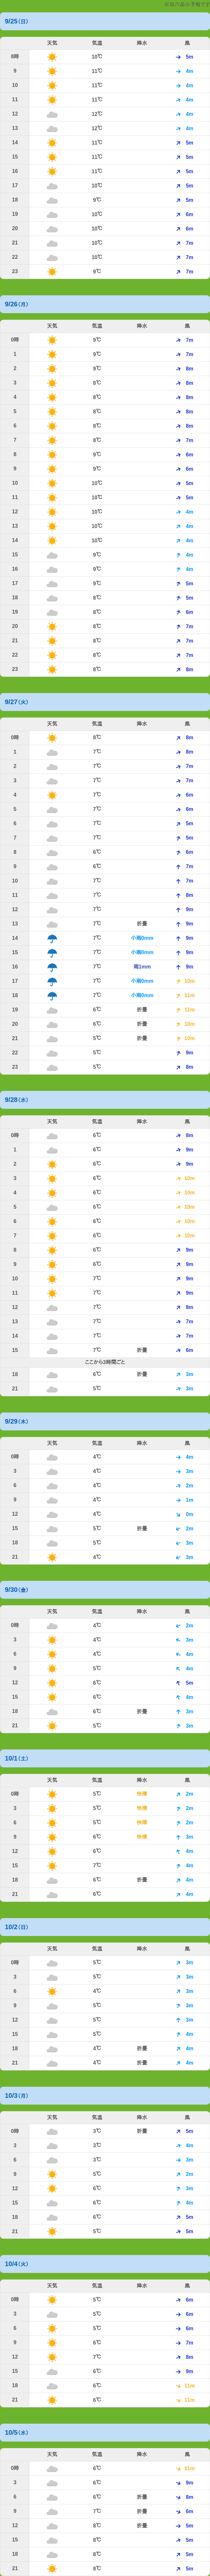 9/25(日)
天気 気温 降水 風
8時 10℃ 5m
9 11℃ 4m
10 11℃ 4m
11 11℃ 4m
12 12℃ 4m
13 12℃ 4m
14 11℃ 5m
15 11℃ 5m
16 11℃ 5m
17 10℃ 5m
18 9℃ 5m
19 10℃ 6m
20 10℃ 6m
21 10℃ 7m
22 10℃ 7m
23 9℃ 7m
9/26(月)
天気 気温 降水 風
0時 9℃ 7m
1 9℃ 7m
2 9℃ 8m
3 8℃ 8m
4 8℃ 8m
5 8℃ 8m
6 8℃ 8m
7 8℃ 7m
8 9℃ 6m
9 9℃ 6m
10 10℃ 5m
11 10℃ 5m
12 10℃ 4m
13 10℃ 4m
14 10℃ 4m
15 9℃ 4m
16 9℃ 4m
17 9℃ 5m
18 8℃ 5m
19 8℃ 6m
20 8℃ 7m
21 8℃ 7m
22 8℃ 7m
23 8℃ 8m
9/27(火)
天気 気温 降水 風
0時 8℃ 8m
1 7℃ 8m
2 7℃ 7m
3 7℃ 7m
4 7℃ 6m
5 7℃ 6m
6 7℃ 5m
7 7℃ 5m
8 6℃ 6m
9 6℃ 7m
10 7℃ 7m
11 7℃ 8m
12 7℃ 9m
13 7℃ 折畳 9m
14 7℃ 小雨0mm 9m
15 7℃ 小雨0mm 9m
16 7℃ 雨1mm 9m
17 7℃ 小雨0mm 10m
18 7℃ 小雨0mm 11m
19 6℃ 折畳 11m
20 6℃ 折畳 10m
21 5℃ 折畳 10m
22 5℃ 9m
23 5℃ 8m
9/28(水)
天気 気温 降水 風
0時 6℃ 8m
1 6℃ 9m
2 6℃ 9m
3 6℃ 10m
4 6℃ 10m
5 6℃ 10m
6 6℃ 10m
7 6℃ 10m
8 6℃ 9m
9 6℃ 9m
10 7℃ 9m
11 7℃ 9m
12 7℃ 8m
13 7℃ 7m
14 7℃ 7m
15 7℃ 折畳 6m
ここから3時間ごと
18 6℃ 折畳 3m
21 5℃ 3m
9/29(木)
天気 気温 降水 風
0時 4℃ 4m
3 4℃ 3m
6 4℃ 2m
9 4℃ 1m
12 4℃ 0m
15 5℃ 折畳 2m
18 5℃ 3m
21 4℃ 3m
9/30(金)
天気 気温 降水 風
0時 4℃ 2m
3 4℃ 3m
6 4℃ 4m
9 5℃ 4m
12 6℃ 5m
15 6℃ 4m
18 6℃ 折畳 3m
21 5℃ 3m
10/1(土)
天気 気温 降水 風
0時 5℃ 快晴 2m
3 5℃ 快晴 2m
6 5℃ 快晴 2m
9 6℃ 快晴 3m
12 6℃ 4m
15 7℃ 4m
18 6℃ 折畳 4m
21 6℃ 4m
10/2(日)
天気 気温 降水 風
0時 5℃ 3m
3 5℃ 3m
6 4℃ 3m
9 5℃ 3m
12 5℃ 3m
15 5℃ 4m
18 4℃ 折畳 4m
21 4℃ 折畳 4m
10/3(月)
天気 気温 降水 風
0時 3℃ 折畳 5m
3 3℃ 4m
6 3℃ 3m
9 5℃ 2m
12 6℃ 3m
15 6℃ 4m
18 6℃ 5m
21 5℃ 5m
10/4(火)
天気 気温 降水 風
0時 5℃ 6m
3 5℃ 6m
6 5℃ 6m
9 6℃ 7m
12 7℃ 8m
15 6℃ 9m
18 6℃ 11m
21 6℃ 11m
10/5(水)
天気 気温 降水 風
0時 6℃ 11m
3 6℃ 9m
6 6℃ 折畳 8m
9 7℃ 折畳 6m
12 8℃ 折畳 5m
15 8℃ 5m
18 8℃ 5m
21 8℃ 5m